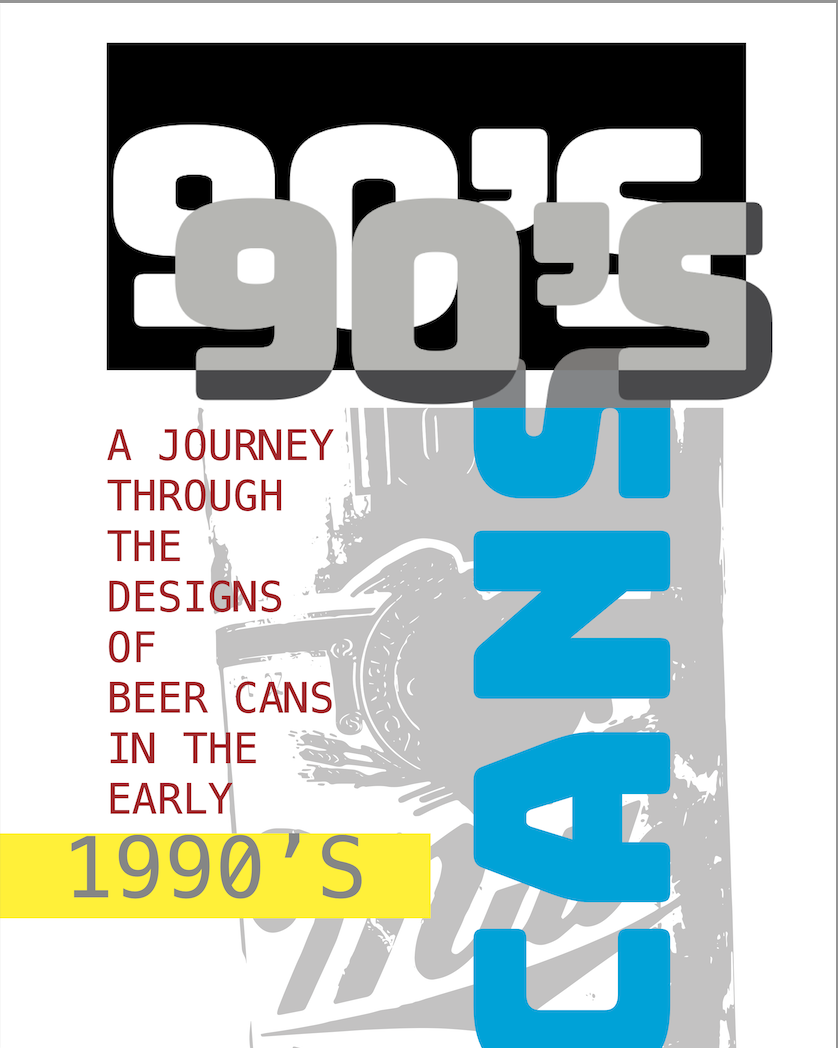 90’S
90’S
CANS
A JOURNEY
THROUGH
THE
DESIGNS
OF
BEER CANS
IN THE
EARLY
1990’S